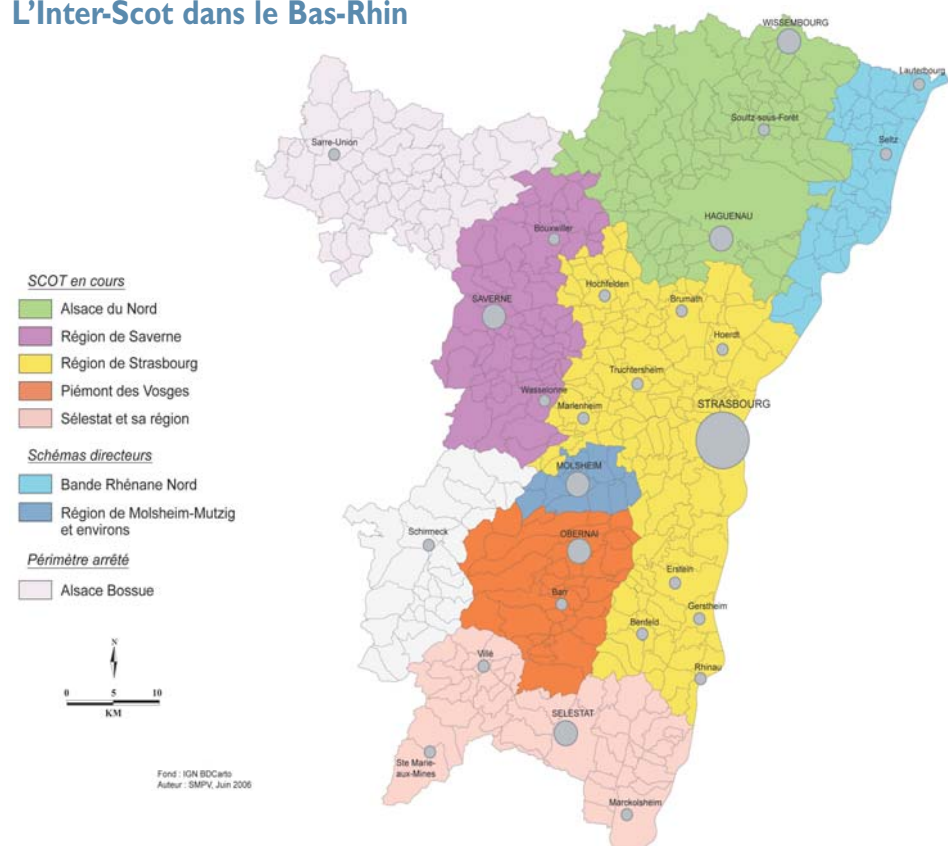 L'Inter-Scot dans le Bas-Rhin
WISSEMBOURG
Lauterbourg
Soultz-sous-Forêt
Sarre-Union
Seltz
HAGUENAU
Bouxwiller
SCOT en cours
Alsace du Nord
Région de Saverne
Région de Strasbourg
Piémont des Vosges
Sélestat et sa région
Schémas directeurs
Bande Rhénane Nord
Région de Molsheim-Mutzig
et environs
Périmètre arrêté
Alsace Bossue
Hochfelden
SAVERNE
Brumath
Hoerdt
Truchtersheim
Wasselonne
Marlenheim
STRASBOURG
MOLSHEIM
Schirmeck
OBERNAI
Erstein
Barr
Gerstheim
Benfeld
Villé
Rhinau
SELESTAT
Ste Marie-
aux-Mines
Marckolsheim
N
0 5 10
KM
Fond : IGN BDCarto
Auteur : SMPV, Juin 2006